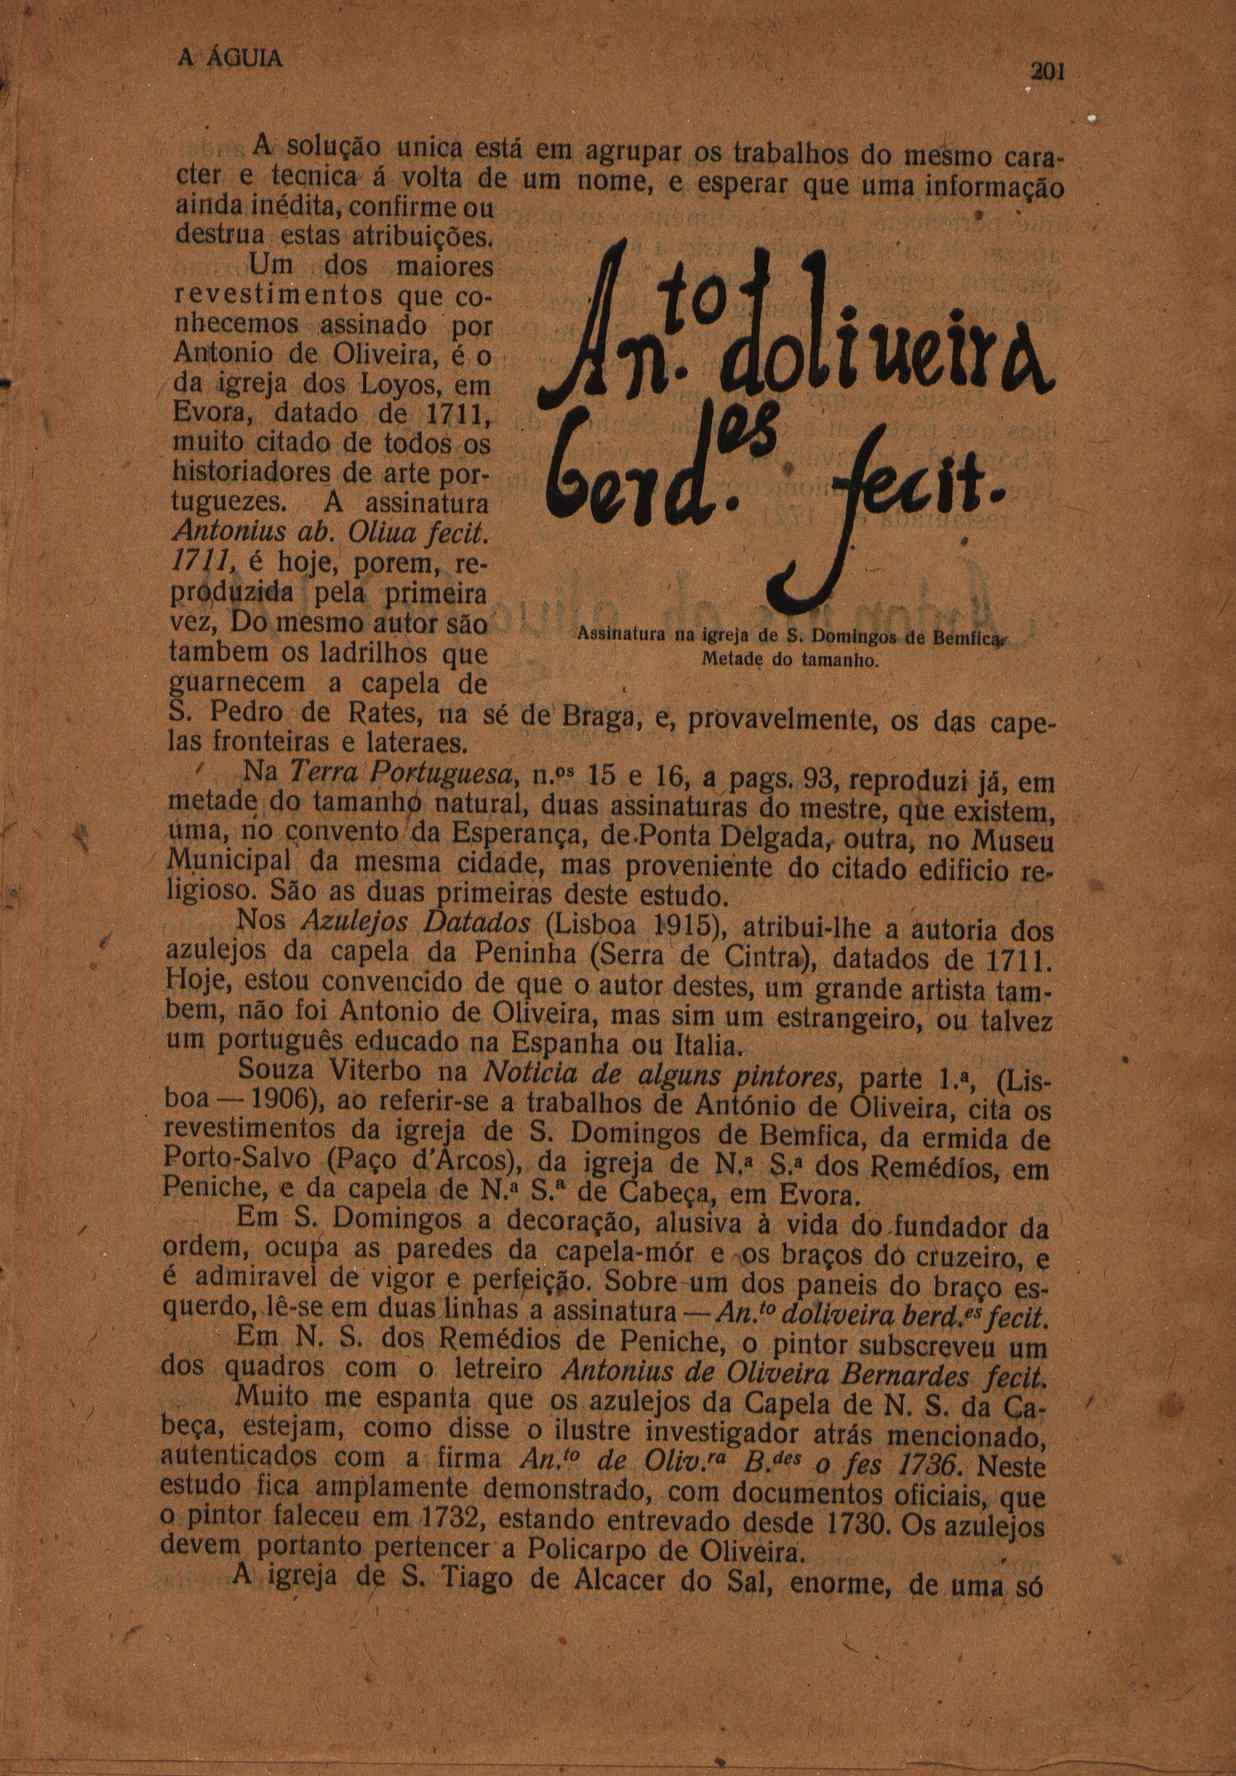 A ÁGUIA
201
A solução unica está em agrupar os trabalhos do mesmo cara-
cter e tecnica á volta de um nome, e esperar que uma informação
ainda inédita, confirme ou
destrua estas atribuições.
Um dos maiores
revestimentos que co-
nhecemos assinado por
Antonio de Oliveira, é o
da igreja dos Loyos, em
Evora, datado de 1711,
muito citado de todos os
historiadores de arte por-
tuguezes. A assinatura
Antonius ab. Oliua fecit.
1711, é hoje, porem, re-
produzida pela primeira
vez, Do mesmo autor são
tambem os ladrilhos que
guarnecem a capela de
An.to doliueira
berd.es fecit.
Assinatura na igreja de S. Domingos de Bemfica.
Metade do tamanho.
S. Pedro de Rates, na sé de Braga, e, provavelmente, os das cape-
las fronteiras e lateraes.
Na Terra Portuguesa, n.os 15 e 16, a pags. 93, reproduzi já, em
metade do tamanho natural, duas assinaturas do mestre, que existem,
uma, no convento da Esperança, de Ponta Delgada, outra, no Museu
Municipal da mesma cidade, mas proveniente do citado edificio re-
ligioso. São as duas primeiras deste estudo.
Nos Azulejos Datados (Lisboa 1915), atribui-lhe a autoria dos
azulejos da capela da Peninha (Serra de Cintra), datados de 1711.
Hoje, estou convencido de que o autor destes, um grande artista tam-
bem, não foi Antonio de Oliveira, mas sim um estrangeiro, ou talvez
um português educado na Espanha ou Italia.
Souza Viterbo na Noticia de alguns pintores, parte 1.ª, (Lis-
boa — 1906), ao referir-se a trabalhos de António de Oliveira, cita os
revestimentos da igreja de S. Domingos de Bemfica, da ermida de
Porto-Salvo (Paço d'Arcos), da igreja de N.ª S.ª dos Remédios, em
Peniche, e da capela de N.ª S.ª de Cabeça, em Evora.
Em S. Domingos a decoração, alusiva à vida do fundador da
ordem, ocupa as paredes da capela-mór e os braços do cruzeiro, e
é admiravel de vigor e perfeição. Sobre um dos paneis do braço es-
querdo, lê-se em duas linhas a assinatura — An.to doliveira berd.es fecit.
Em N. S. dos Remédios de Peniche, o pintor subscreveu um
dos quadros com o letreiro Antonius de Oliveira Bernardes fecit.
Muito me espanta que os azulejos da Capela de N. S. da Ca-
beça, estejam, como disse o ilustre investigador atrás mencionado,
autenticados com a firma An.to de Oliv.ra B.des o fes 1736. Neste
estudo fica amplamente demonstrado, com documentos oficiais, que
o pintor faleceu em 1732, estando entrevado desde 1730. Os azulejos
devem portanto pertencer a Policarpo de Oliveira.
A igreja de S. Tiago de Alcacer do Sal, enorme, de uma só